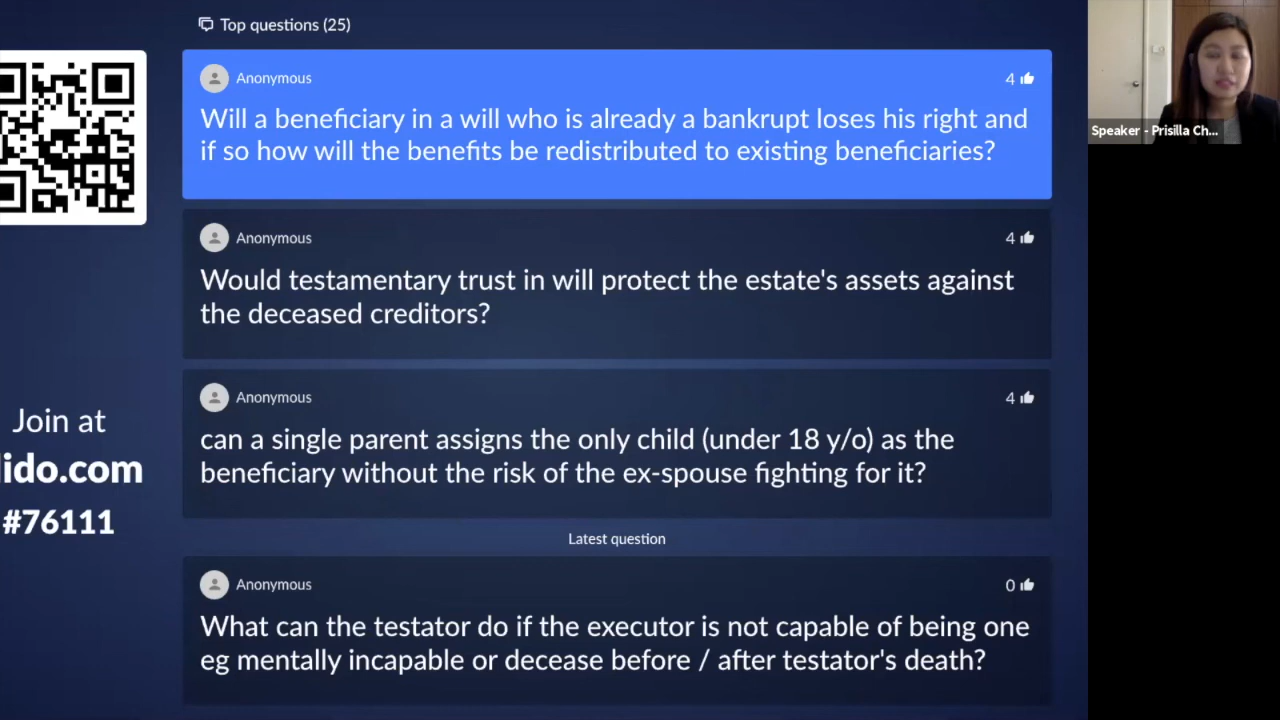 Top questions (25)
Anonymous
4
Will a beneficiary in a will who is already a bankrupt loses his right and
if so how will the benefits be redistributed to existing beneficiaries?
Anonymous
4
Would testamentary trust in will protect the estate's assets against
the deceased creditors?
Anonymous
4
can a single parent assigns the only child (under 18 y/o) as the
beneficiary without the risk of the ex-spouse fighting for it?
Latest question
Anonymous
0
What can the testator do if the executor is not capable of being one
eg mentally incapable or decease before / after testator's death?
Join at
lido.com
#76111
Speaker - Prisilla Ch...